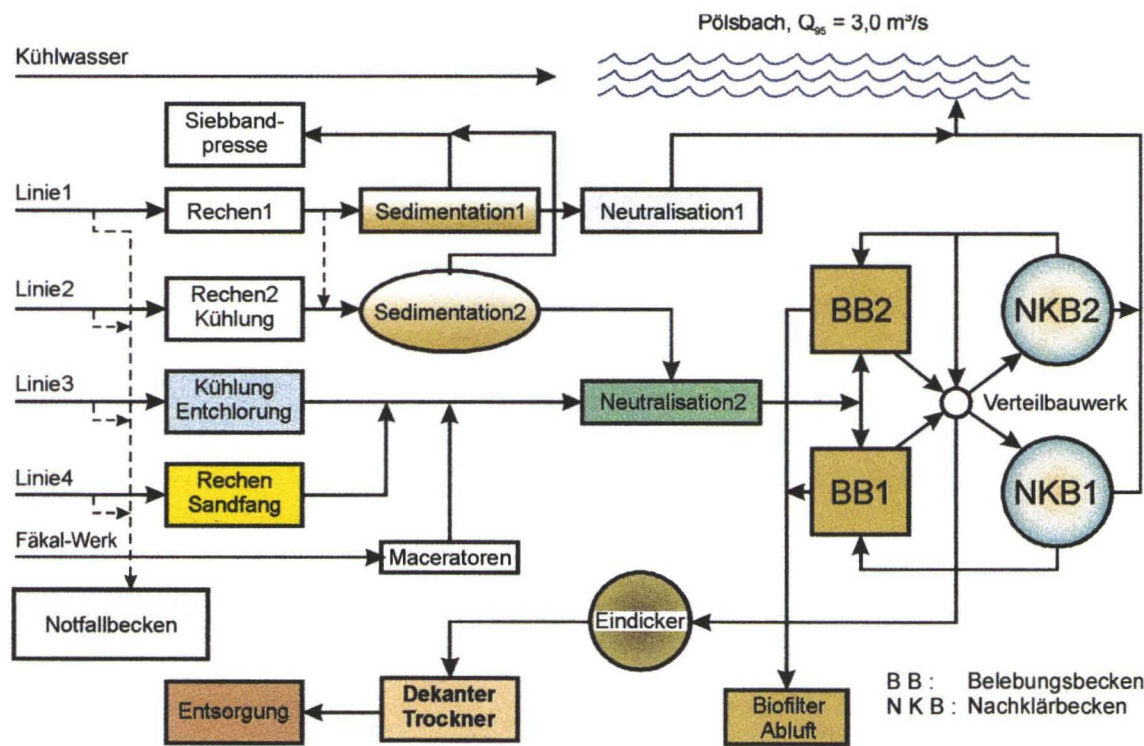 Pölsbach, Q₉₅ = 3,0 m³/s
Kühlwasser
Siebband-
presse
Linie1
Rechen1
Sedimentation1
Neutralisation1
Linie2
Rechen2
Kühlung
Sedimentation2
BB2
NKB2
Linie3
Kühlung
Entchlorung
Neutralisation2
Verteilbauwerk
Linie4
Rechen
Sandfang
BB1
NKB1
Fäkal-Werk
Maceratoren
Notfallbecken
Eindicker
Entsorgung
Dekanter
Trockner
Biofilter
Abluft
B B : Belebungsbecken
N K B : Nachklärbecken